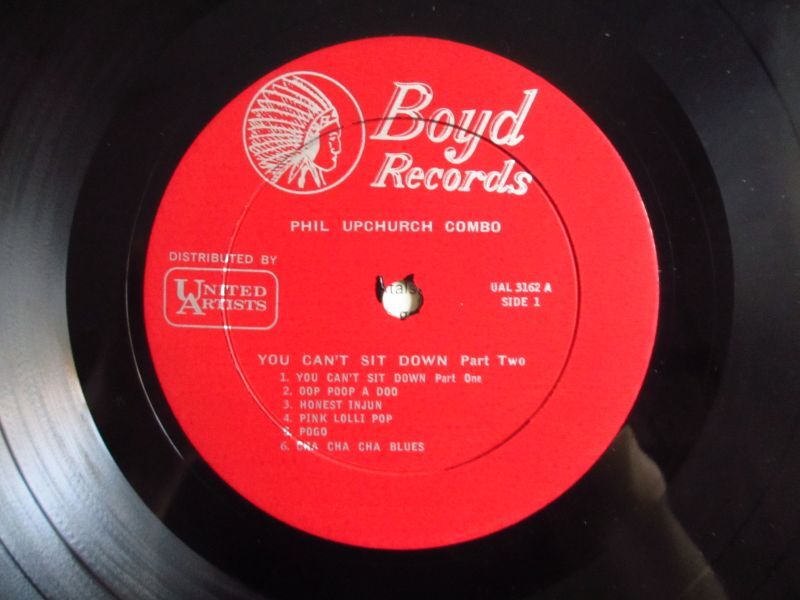 Boyd
Records
PHIL UPCHURCH COMBO
DISTRIBUTED BY
UNITED
ARTISTS
UAL 3162 A
SIDE 1
YOU CAN'T SIT DOWN Part Two
1. YOU CAN'T SIT DOWN Part One
2. OOP POOP A DOO
3. HONEST INJUN
4. PINK LOLLI POP
5. POGO
6. CHA CHA CHA BLUES